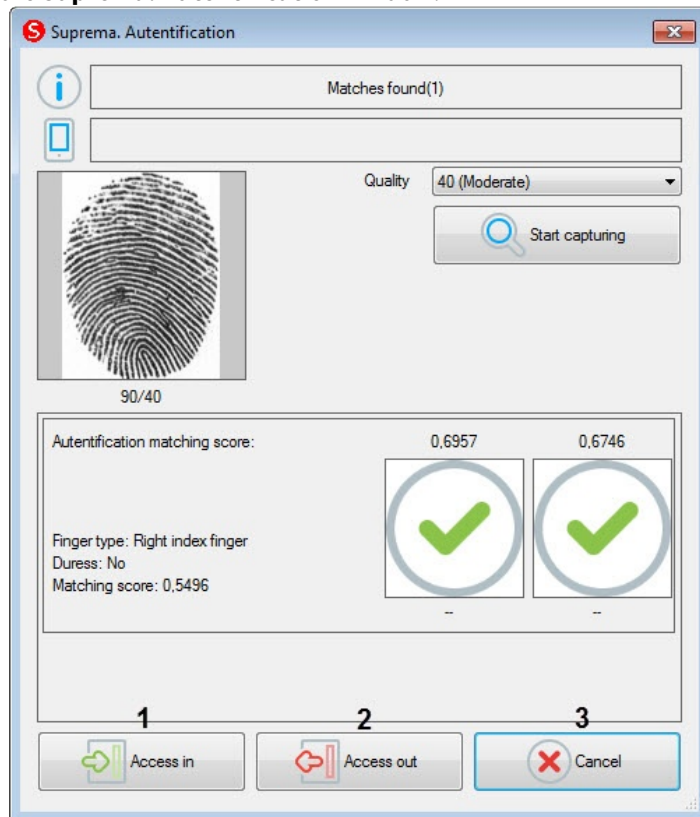 Suprema. Autentification
Matches found(1)
Quality 40 (Moderate)
Start capturing
90/40
Autentification matching score: 0,6957 0,6746
Finger type: Right index finger
Duress: No
Matching score: 0,5496
-- --
1 2 3
Access in Access out Cancel